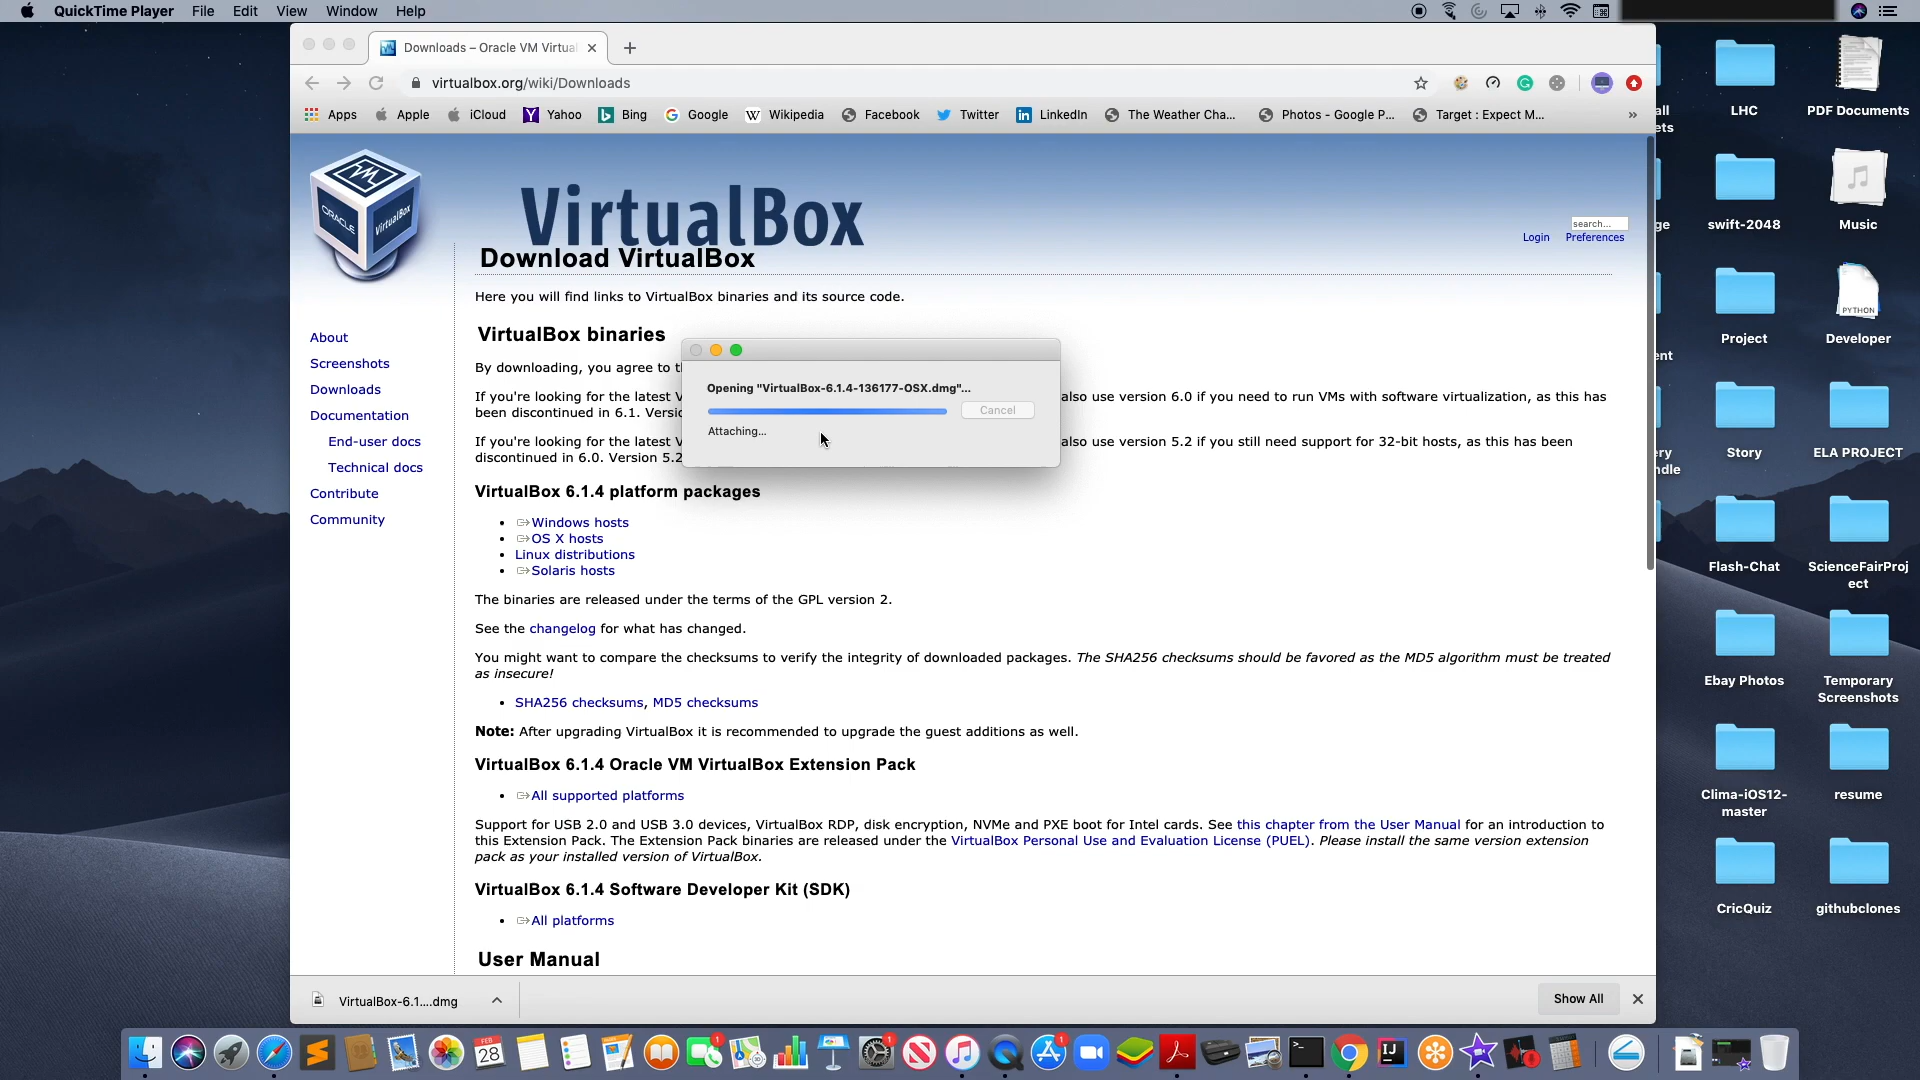 QuickTime Player File Edit View Window Help
Downloads – Oracle VM Virtual
virtualbox.org/wiki/Downloads
Apps Apple iCloud Yahoo Bing Google Wikipedia Facebook Twitter LinkedIn The Weather Cha... Photos - Google P... Target : Expect M...
ORACLE
VirtualBox
VirtualBox
search...
Login Preferences
Download VirtualBox
Here you will find links to VirtualBox binaries and its source code.
About
Screenshots
Downloads
Documentation
End-user docs
Technical docs
Contribute
Community
VirtualBox binaries
By downloading, you agree to t
If you're looking for the latest V also use version 6.0 if you need to run VMs with software virtualization, as this has
been discontinued in 6.1. Versic
If you're looking for the latest V also use version 5.2 if you still need support for 32-bit hosts, as this has been
discontinued in 6.0. Version 5.2
Opening "VirtualBox-6.1.4-136177-OSX.dmg"...
Cancel
Attaching...
VirtualBox 6.1.4 platform packages
Windows hosts
OS X hosts
Linux distributions
Solaris hosts
The binaries are released under the terms of the GPL version 2.
See the changelog for what has changed.
You might want to compare the checksums to verify the integrity of downloaded packages. The SHA256 checksums should be favored as the MD5 algorithm must be treated
as insecure!
SHA256 checksums, MD5 checksums
Note: After upgrading VirtualBox it is recommended to upgrade the guest additions as well.
VirtualBox 6.1.4 Oracle VM VirtualBox Extension Pack
All supported platforms
Support for USB 2.0 and USB 3.0 devices, VirtualBox RDP, disk encryption, NVMe and PXE boot for Intel cards. See this chapter from the User Manual for an introduction to
this Extension Pack. The Extension Pack binaries are released under the VirtualBox Personal Use and Evaluation License (PUEL). Please install the same version extension
pack as your installed version of VirtualBox.
VirtualBox 6.1.4 Software Developer Kit (SDK)
All platforms
User Manual
VirtualBox-6.1....dmg
Show All
LHC
PDF Documents
swift-2048
Music
PYTHON
Project
Developer
Story
ELA PROJECT
Flash-Chat
ScienceFairProj
ect
Ebay Photos
Temporary
Screenshots
Clima-iOS12-
master
resume
CricQuiz
githubclones
FEB
28